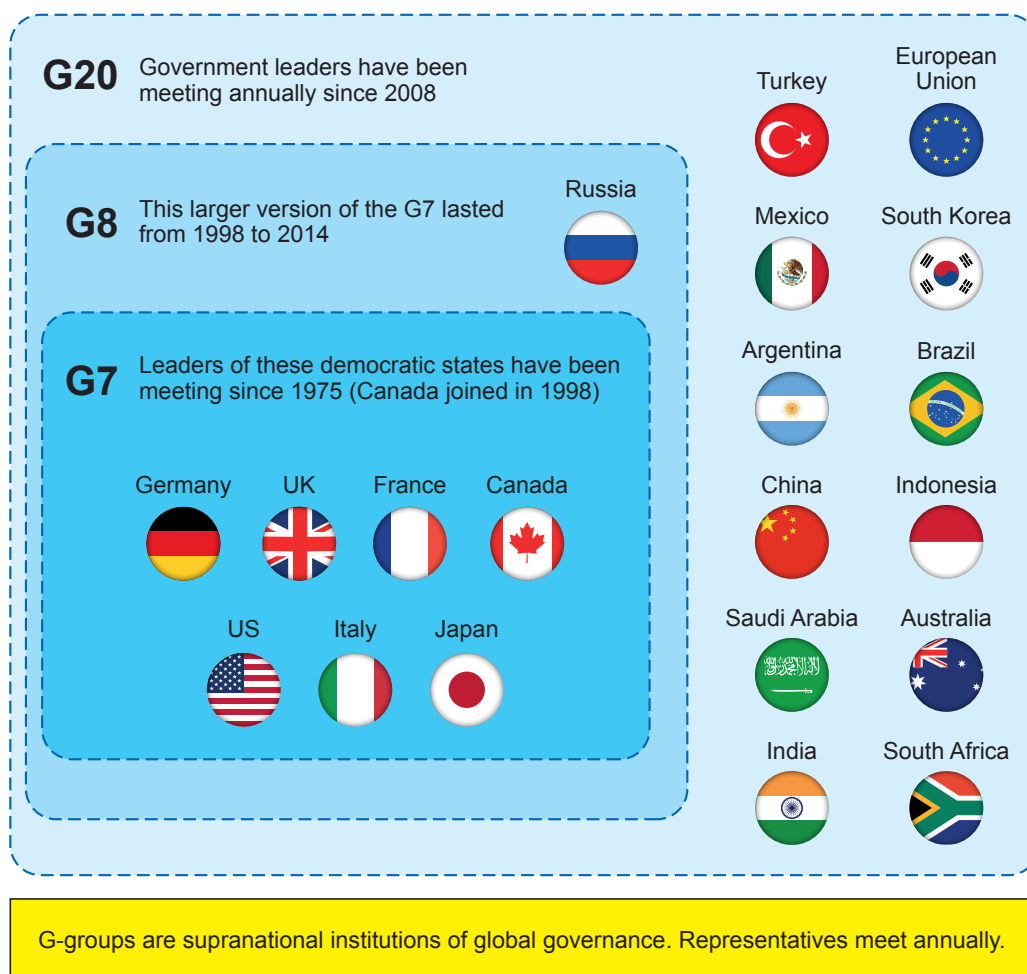 G20
Government leaders have been
meeting annually since 2008
G8
This larger version of the G7 lasted
from 1998 to 2014
Russia
G7
Leaders of these democratic states have been
meeting since 1975 (Canada joined in 1998)
Germany
UK
France
Canada
US
Italy
Japan
Turkey
European
Union
Mexico
South Korea
Argentina
Brazil
China
Indonesia
Saudi Arabia
Australia
India
South Africa
G-groups are supranational institutions of global governance. Representatives meet annually.